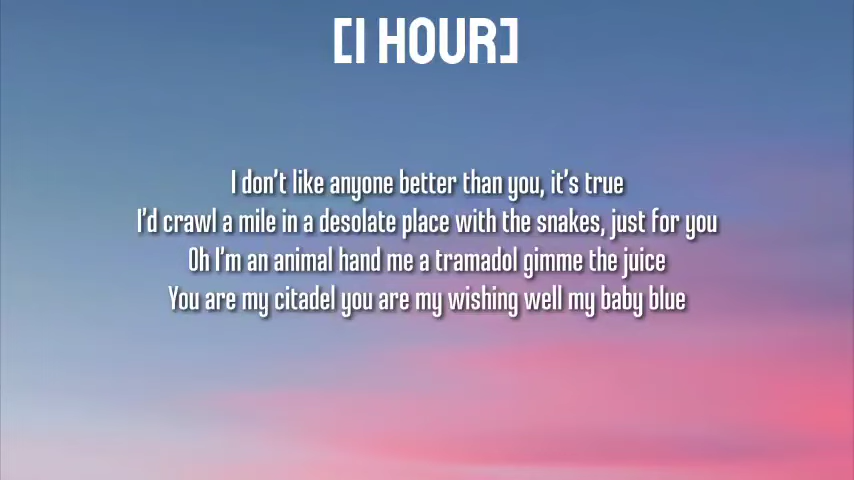 [1 HOUR]
I don't like anyone better than you, it's true
I'd crawl a mile in a desolate place with the snakes, just for you
Oh I'm an animal hand me a tramadol gimme the juice
You are my citadel you are my wishing well my baby blue